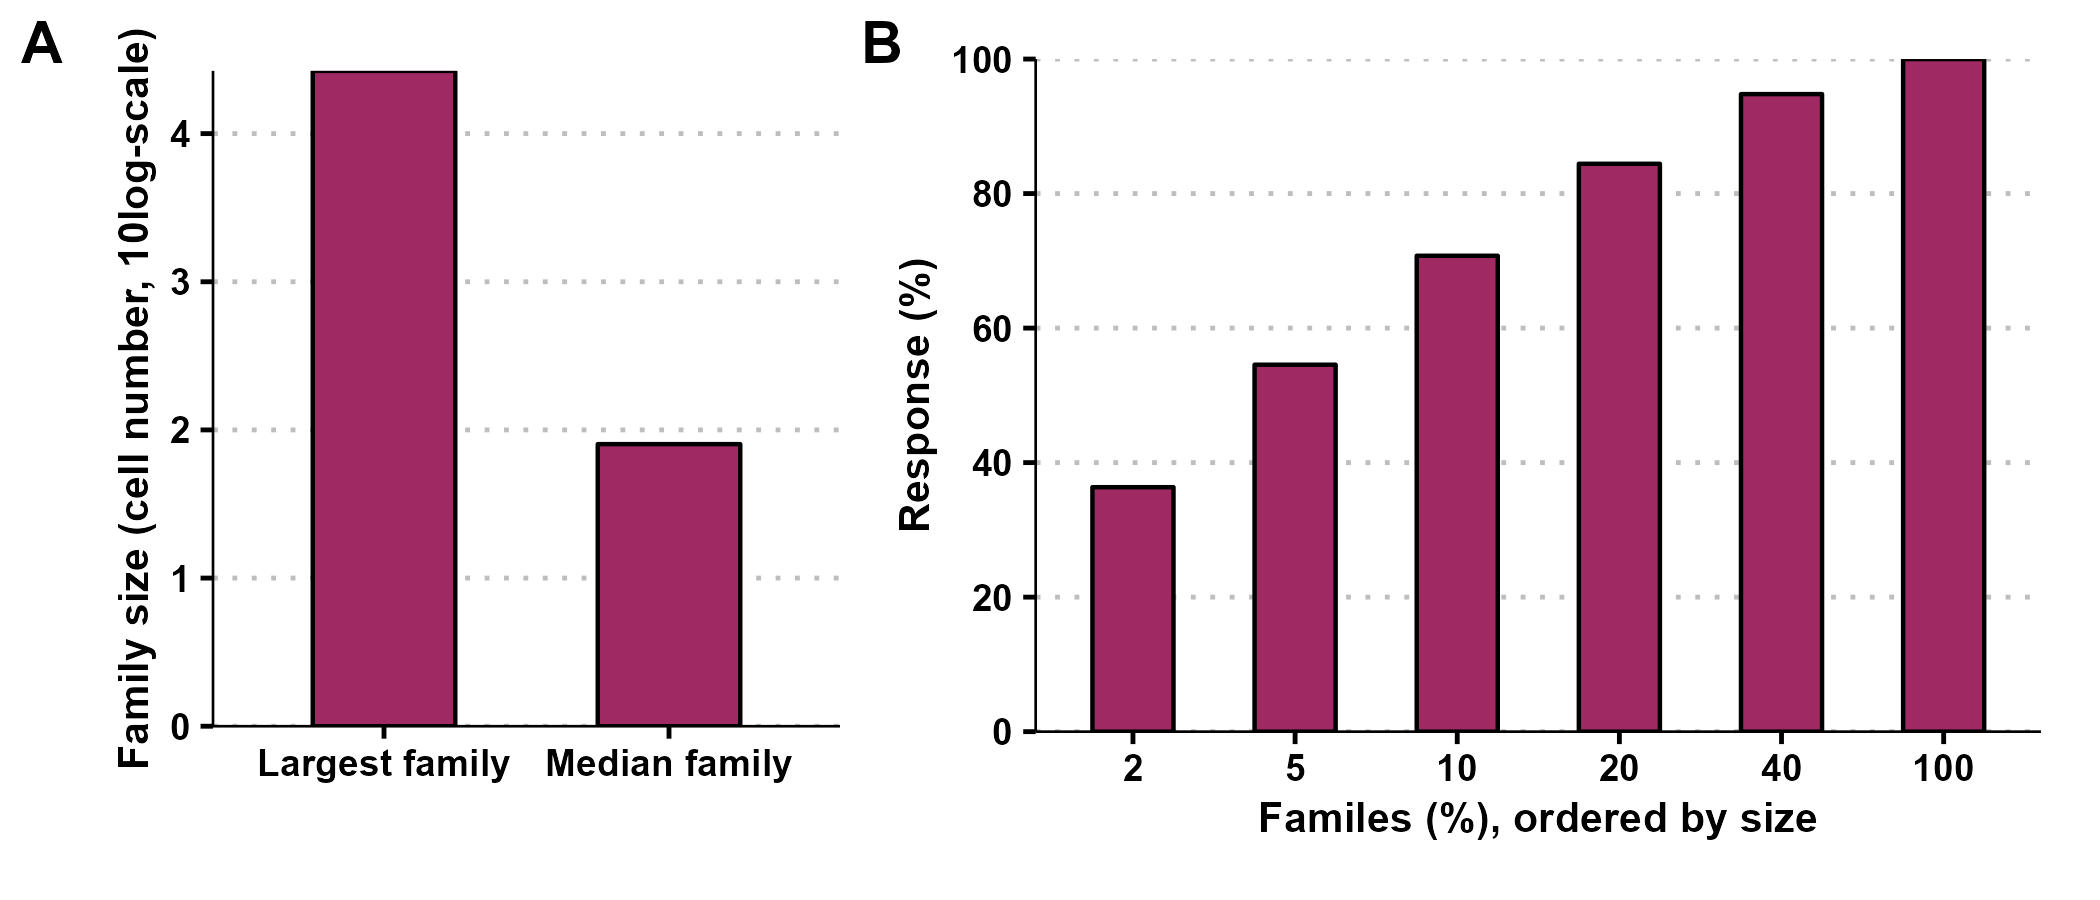 A
Family size (cell number, 10log-scale)
4
3
2
1
0
Largest family
Median family
B
Response (%)
100
80
60
40
20
0
2 5 10 20 40 100
Familes (%), ordered by size